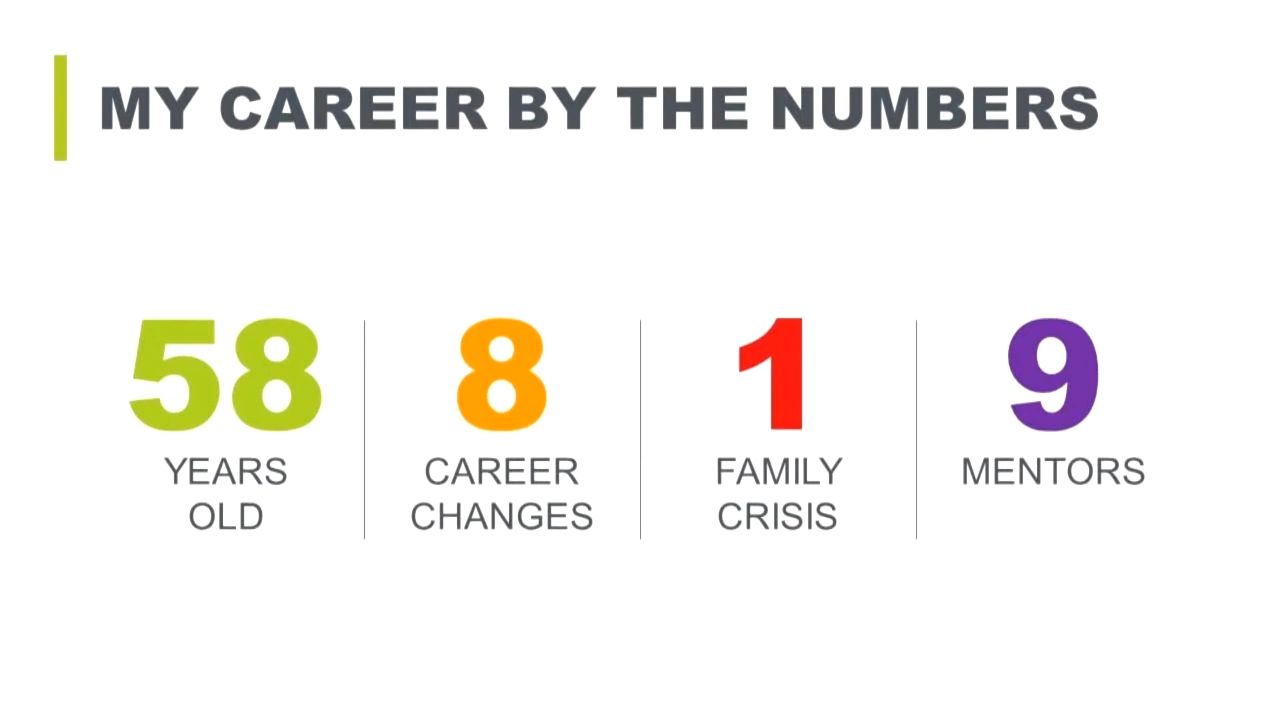 MY CAREER BY THE NUMBERS
58
YEARS
OLD
8
CAREER
CHANGES
1
FAMILY
CRISIS
9
MENTORS